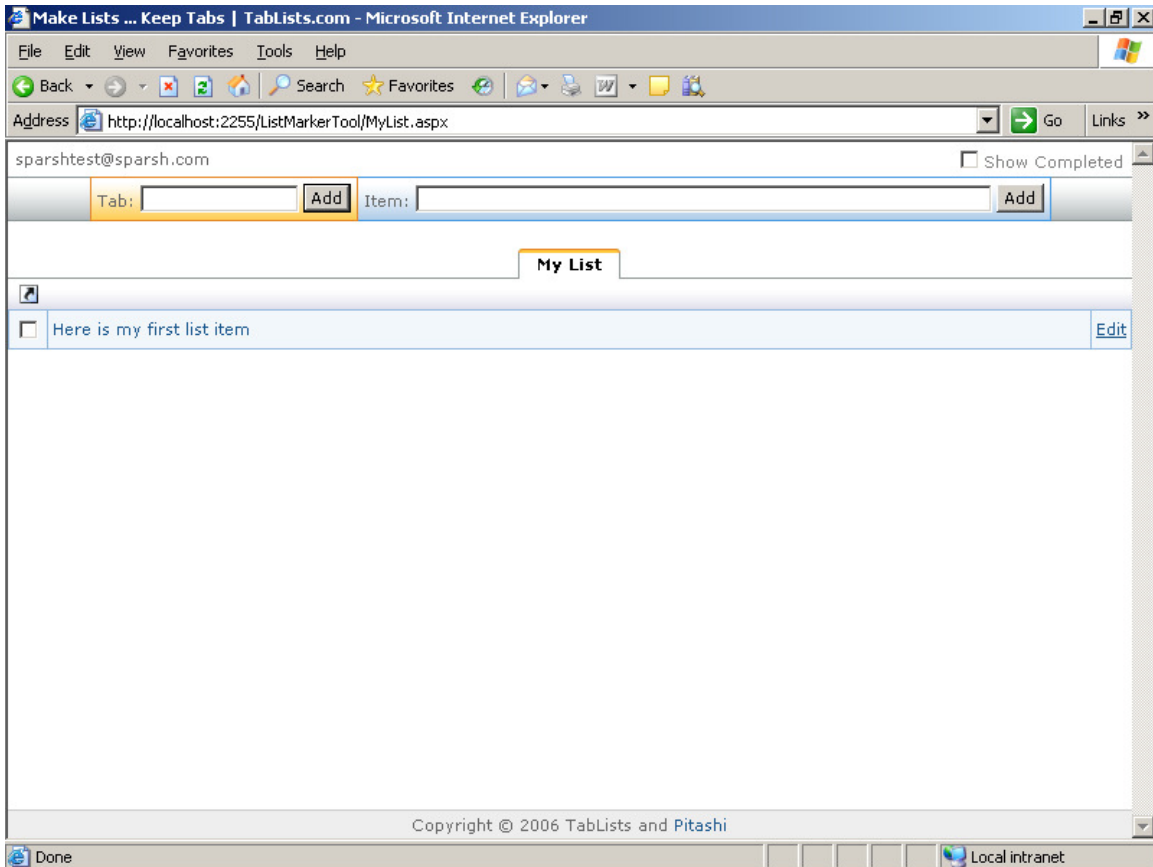 Make Lists ... Keep Tabs | TabLists.com - Microsoft Internet Explorer
File Edit View Favorites Tools Help
Back Search Favorites W
Address http://localhost:2255/ListMarkerTool/MyList.aspx Go Links »
sparshtest@sparsh.com Show Completed
Tab: Add Item: Add
My List
Here is my first list item Edit
Copyright © 2006 TabLists and Pitashi
Done Local intranet